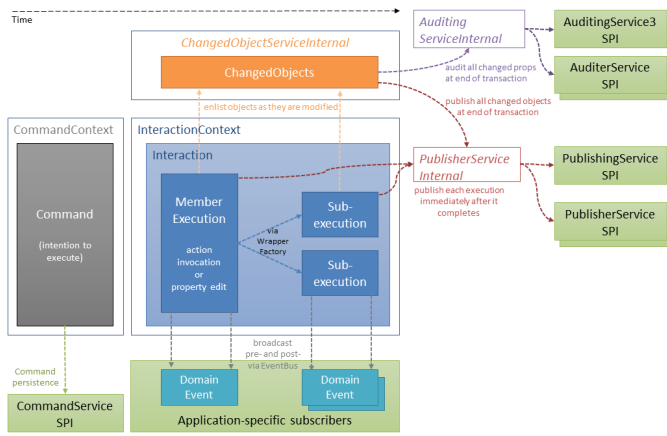 Time
Auditing
ServiceInternal
AuditingService3
SPI
ChangedObjectServiceInternal
ChangedObjects
audit all changed props
at end of transaction
AuditerService
SPI
enlist objects as they are modified
publish all changed objects
at end of transaction
CommandContext
InteractionContext
Interaction
Command
(intention to
execute)
Member
Execution
action
invocation
or
property edit
via
Wrapper
Factory
Sub-
execution
Sub-
execution
PublisherService
Internal
publish each execution
immediately after it
completes
PublishingService
SPI
PublisherService
SPI
broadcast
pre- and post-
via EventBus
Command
persistence
CommandService
SPI
Domain
Event
Domain
Event
Application-specific subscribers